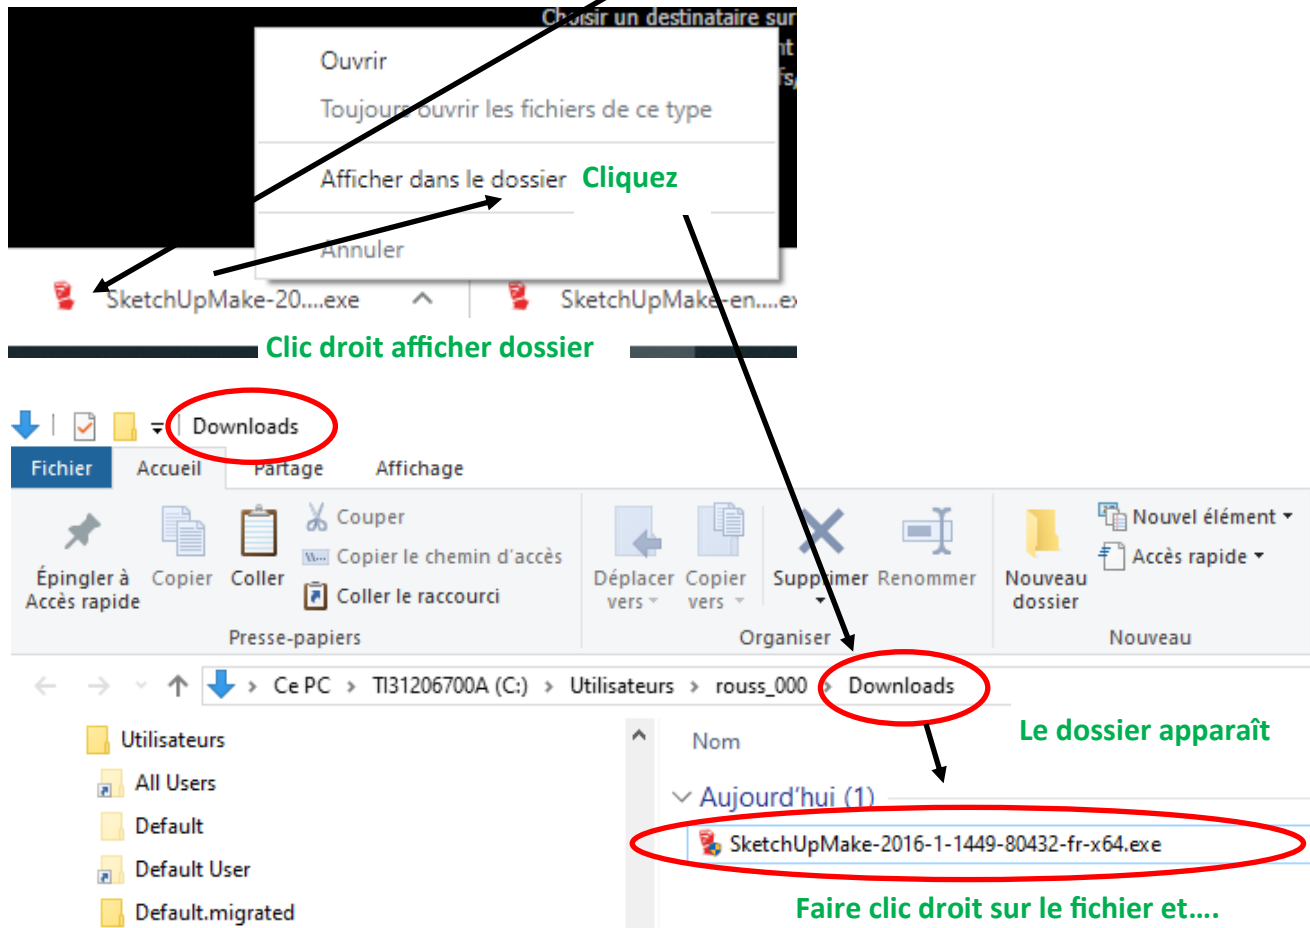 Choisir un destinataire sur
nt
fs,
Ouvrir
Toujours ouvrir les fichiers de ce type
Afficher dans le dossier Cliquez
Annuler
SketchUpMake-20....exe
SketchUpMake-en....ex
Clic droit afficher dossier
Downloads
Fichier Accueil Partage Affichage
Épingler à Accès rapide
Copier
Coller
Couper
Copier le chemin d'accès
Coller le raccourci
Déplacer vers
Copier vers
Supprimer
Renommer
Nouveau dossier
Nouvel élément
Accès rapide
Presse-papiers
Organiser
Nouveau
Ce PC > TI31206700A (C:) > Utilisateurs > rouss_000 > Downloads
Utilisateurs
All Users
Default
Default User
Default.migrated
Nom
Le dossier apparaît
Aujourd'hui (1)
SketchUpMake-2016-1-1449-80432-fr-x64.exe
Faire clic droit sur le fichier et....